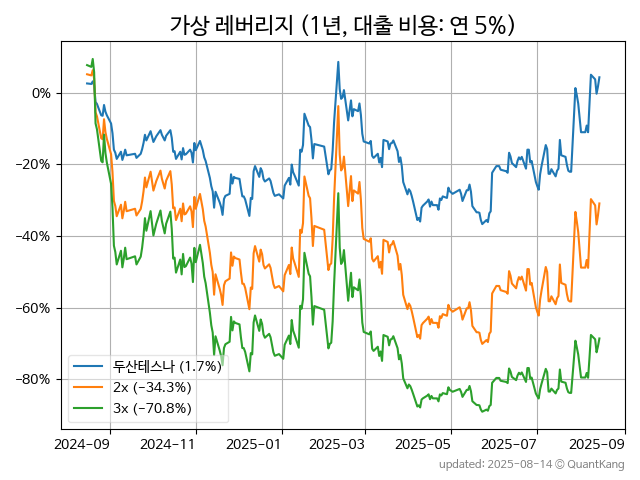 가상 레버리지 (1년, 대출 비용: 연 5%)
0%
−20%
−40%
−60%
−80%
두산테스나 (1.7%)
2x (−34.3%)
3x (−70.8%)
2024−09 2024−11 2025−01 2025−03 2025−05 2025−07 2025−09
updated: 2025-08-14 © QuantKang